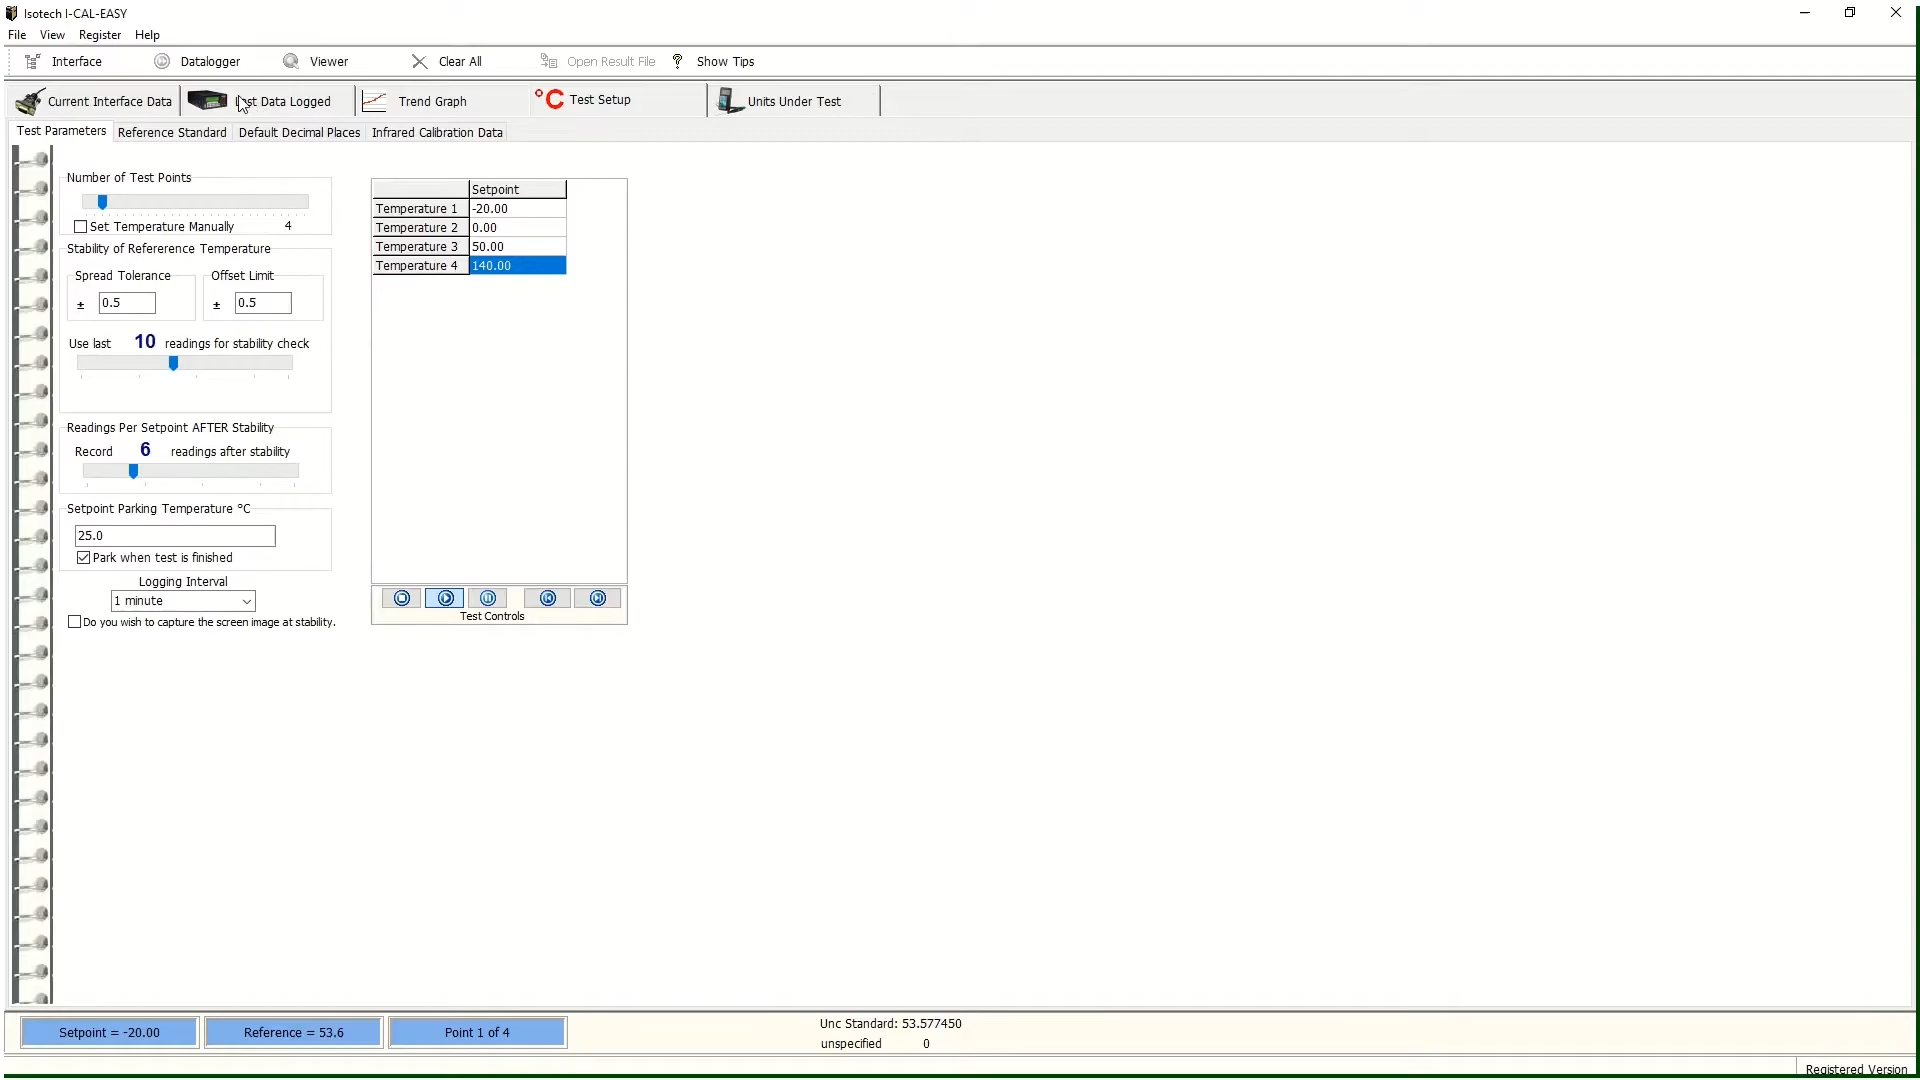 Isotech I-CAL-EASY
File View Register Help
Interface Datalogger Viewer Clear All Open Result File ? Show Tips
Current Interface Data Data Logged Trend Graph °C Test Setup Units Under Test
Test Parameters Reference Standard Default Decimal Places Infrared Calibration Data
Number of Test Points
Set Temperature Manually 4
Stability of Refererence Temperature
Spread Tolerance Offset Limit
± 0.5 ± 0.5
Use last 10 readings for stability check
Readings Per Setpoint AFTER Stability
Record 6 readings after stability
Setpoint Parking Temperature °C
25.0
Park when test is finished
Logging Interval
1 minute
Do you wish to capture the screen image at stability.
Setpoint
Temperature 1 -20.00
Temperature 2 0.00
Temperature 3 50.00
Temperature 4 140.00
Test Controls
Setpoint = -20.00 Reference = 53.6 Point 1 of 4
Unc Standard: 53.577450
unspecified 0
Registered Version